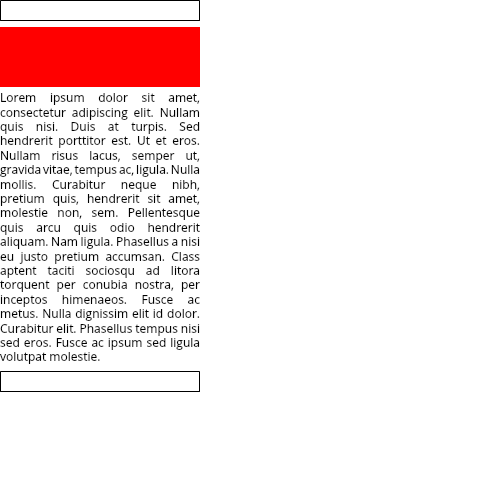 Lorem ipsum dolor sit amet,
consectetur adipiscing elit. Nullam
quis nisi. Duis at turpis. Sed
hendrerit porttitor est. Ut et eros.
Nullam risus lacus, semper ut,
gravida vitae, tempus ac, ligula. Nulla
mollis. Curabitur neque nibh,
pretium quis, hendrerit sit amet,
molestie non, sem. Pellentesque
quis arcu quis odio hendrerit
aliquam. Nam ligula. Phasellus a nisi
eu justo pretium accumsan. Class
aptent taciti sociosqu ad litora
torquent per conubia nostra, per
inceptos himenaeos. Fusce ac
metus. Nulla dignissim elit id dolor.
Curabitur elit. Phasellus tempus nisi
sed eros. Fusce ac ipsum sed ligula
volutpat molestie.